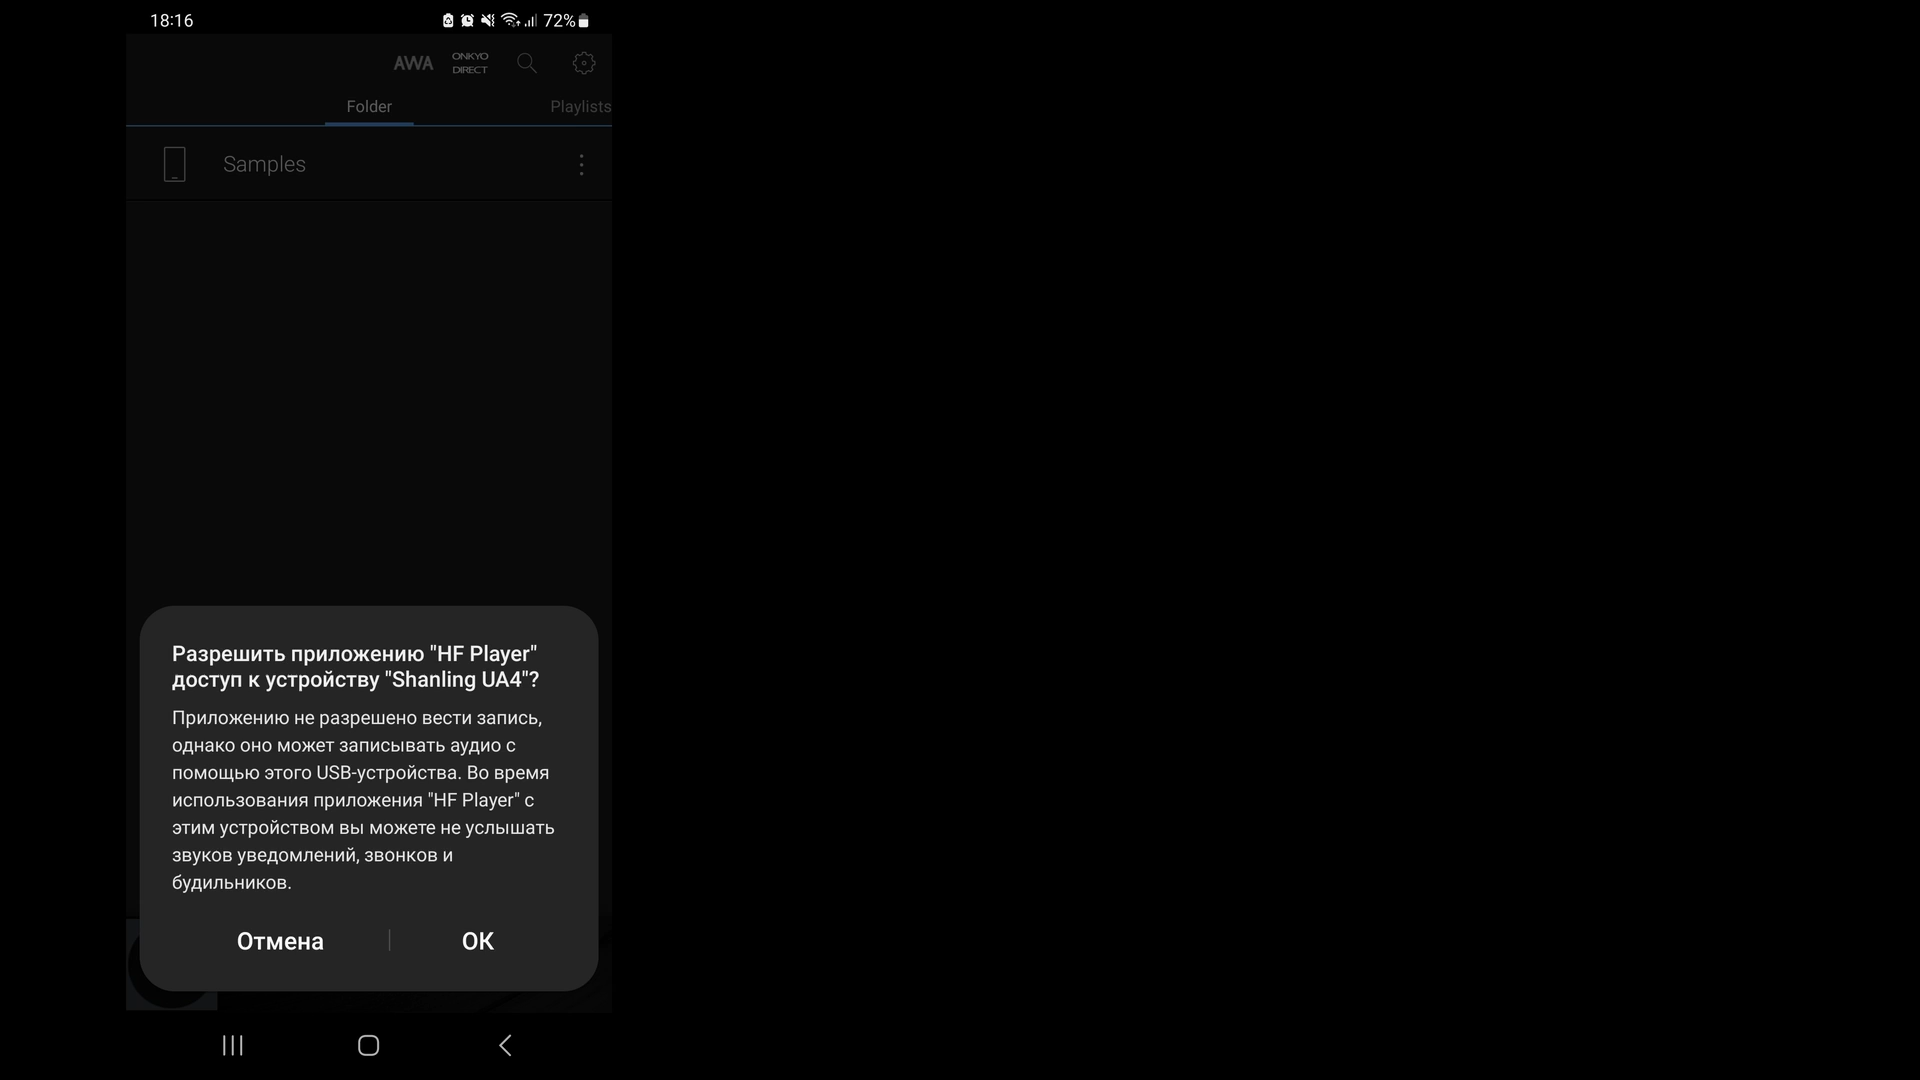 18:16
72%
AWA
ONKYO
DIRECT
Folder
Playlists
Samples
Разрешить приложению "HF Player"
доступ к устройству "Shanling UA4"?
Приложению не разрешено вести запись,
однако оно может записывать аудио с
помощью этого USB-устройства. Во время
использования приложения "HF Player" с
этим устройством вы можете не услышать
звуков уведомлений, звонков и
будильников.
Отмена
ОК